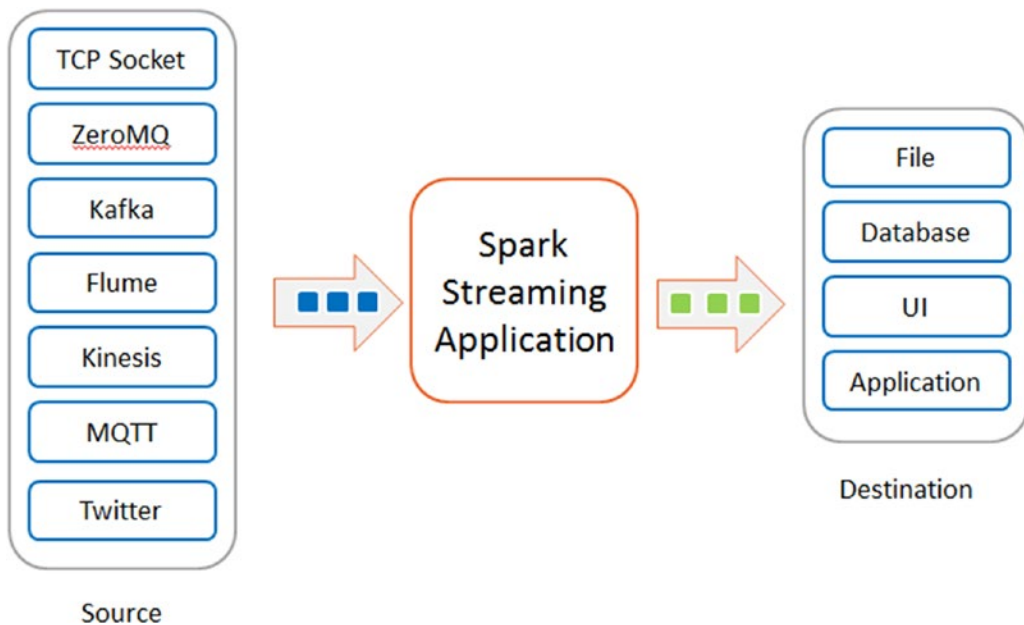 TCP Socket
ZeroMQ
Kafka
Flume
Kinesis
MQTT
Twitter
Source
Spark
Streaming
Application
File
Database
UI
Application
Destination